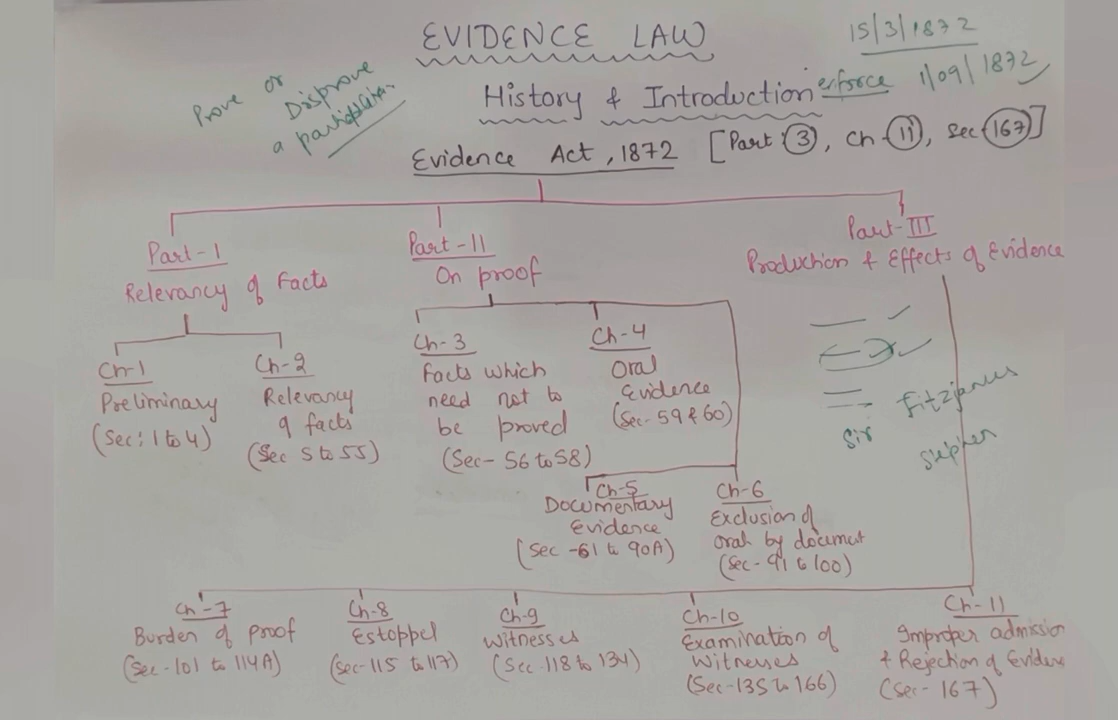 EVIDENCE LAW
15/3/1872
Prove or
Disprove
a particular
History & Introduction
enforce 1/09/1872
Evidence Act, 1872 [Part 3, Ch-11, Sec-167]
Part-1
Relevancy of Facts
Part-11
On proof
Part-III
Production & Effects of Evidence
Ch-1
Preliminary
(Sec: 1 to 4)
Ch-2
Relevancy
of facts
(Sec 5 to 55)
Ch-3
Facts which
need not to
be proved
(Sec- 56 to 58)
Ch-4
Oral
Evidence
(Sec- 59 & 60)
Sir Fitzjames
Stephen
Ch-5
Documentary
Evidence
(Sec -61 to 90A)
Ch-6
Exclusion of
oral by document
(Sec- 91 to 100)
Ch-7
Burden of proof
(Sec-101 to 114A)
Ch-8
Estoppel
(Sec-115 to 117)
Ch-9
Witnesses
(Sec-118 to 134)
Ch-10
Examination of
Witnesses
(Sec-135 to 166)
Ch-11
Improper admission
& Rejection of Evidence
(Sec- 167)